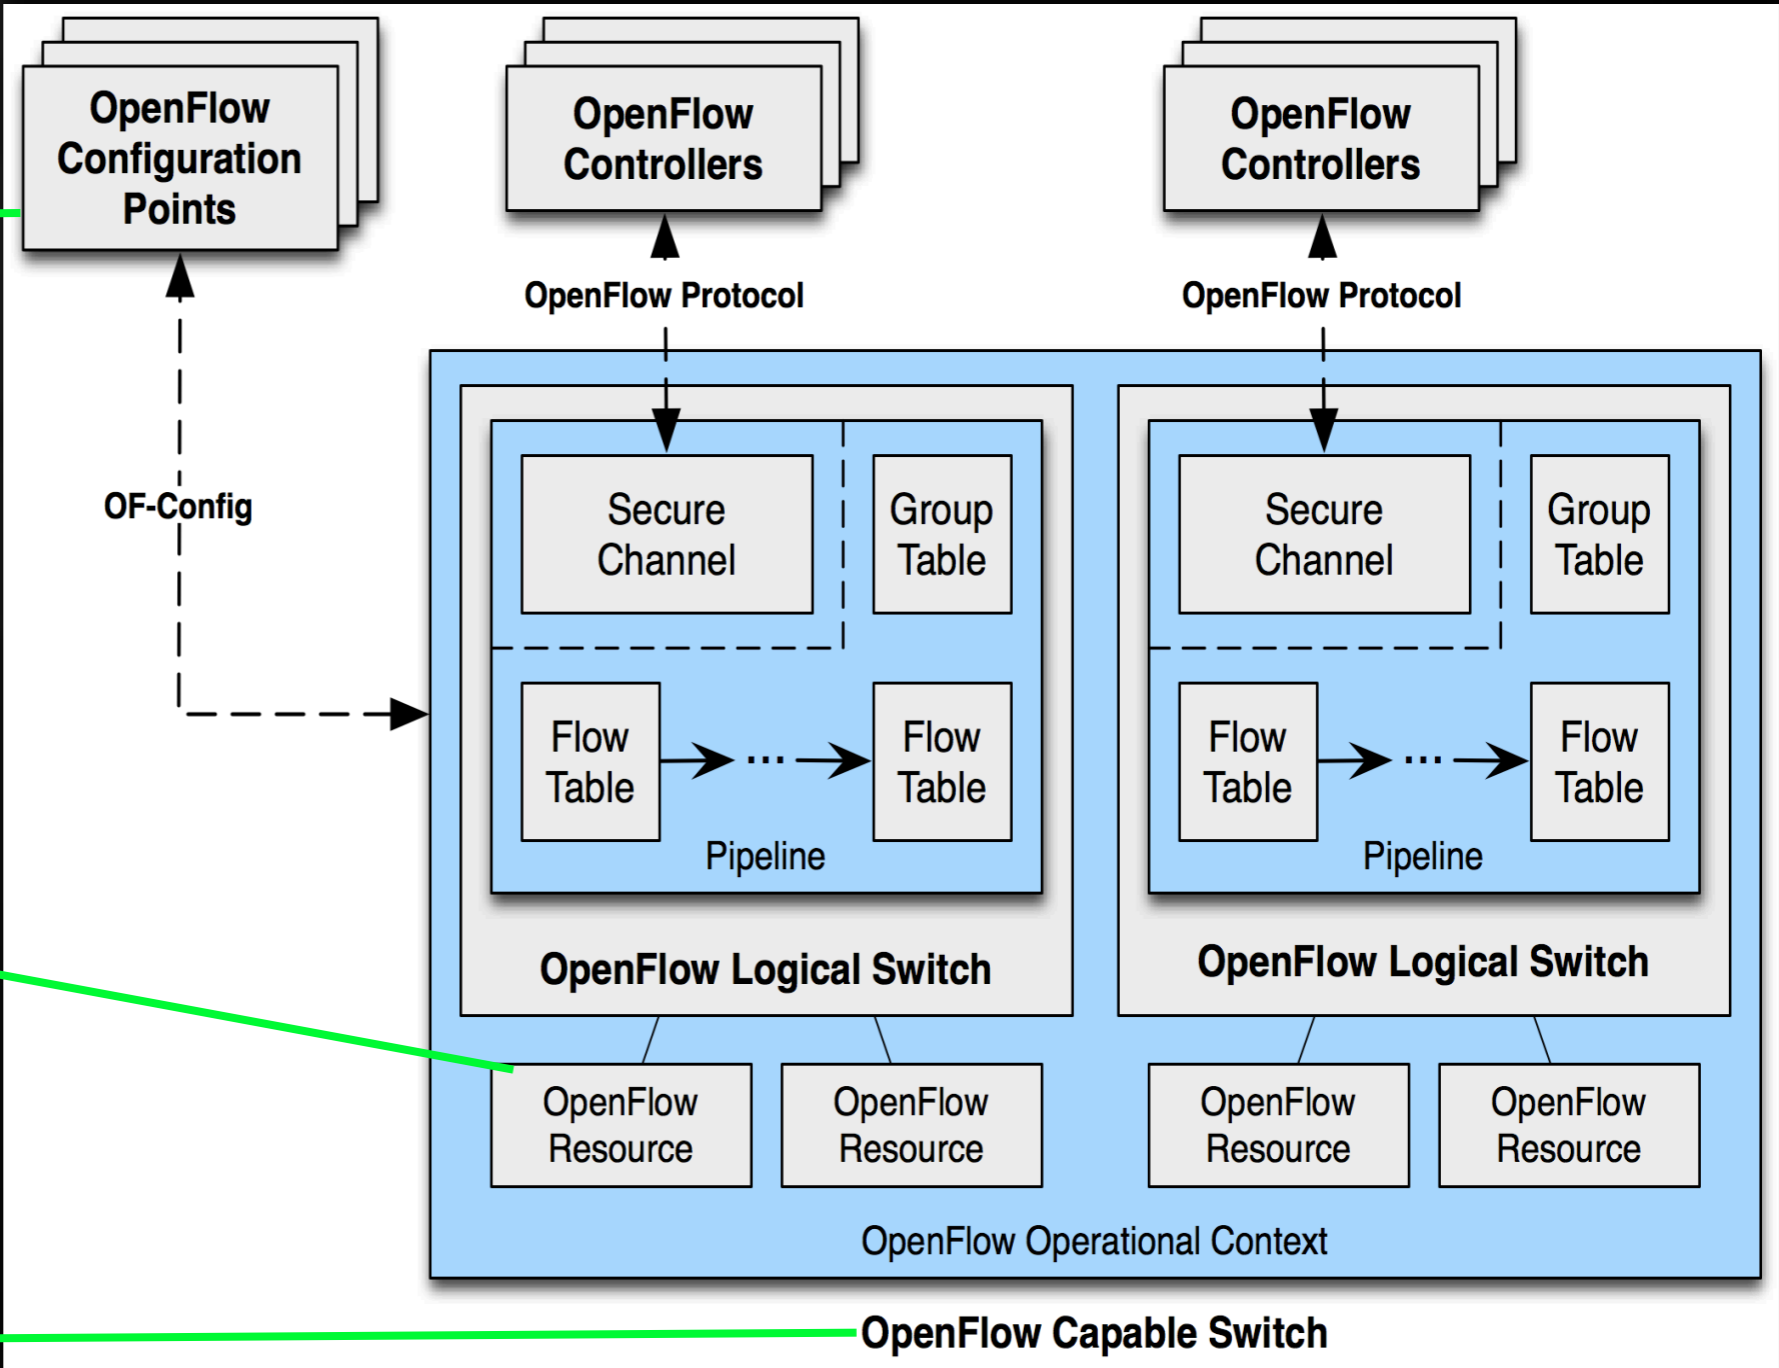 OpenFlow
Configuration
Points
OpenFlow
Controllers
OpenFlow
Controllers
OpenFlow Protocol
OpenFlow Protocol
OF-Config
Secure
Channel
Group
Table
Flow
Table
...
Flow
Table
Pipeline
OpenFlow Logical Switch
Secure
Channel
Group
Table
Flow
Table
...
Flow
Table
Pipeline
OpenFlow Logical Switch
OpenFlow
Resource
OpenFlow
Resource
OpenFlow
Resource
OpenFlow
Resource
OpenFlow Operational Context
OpenFlow Capable Switch